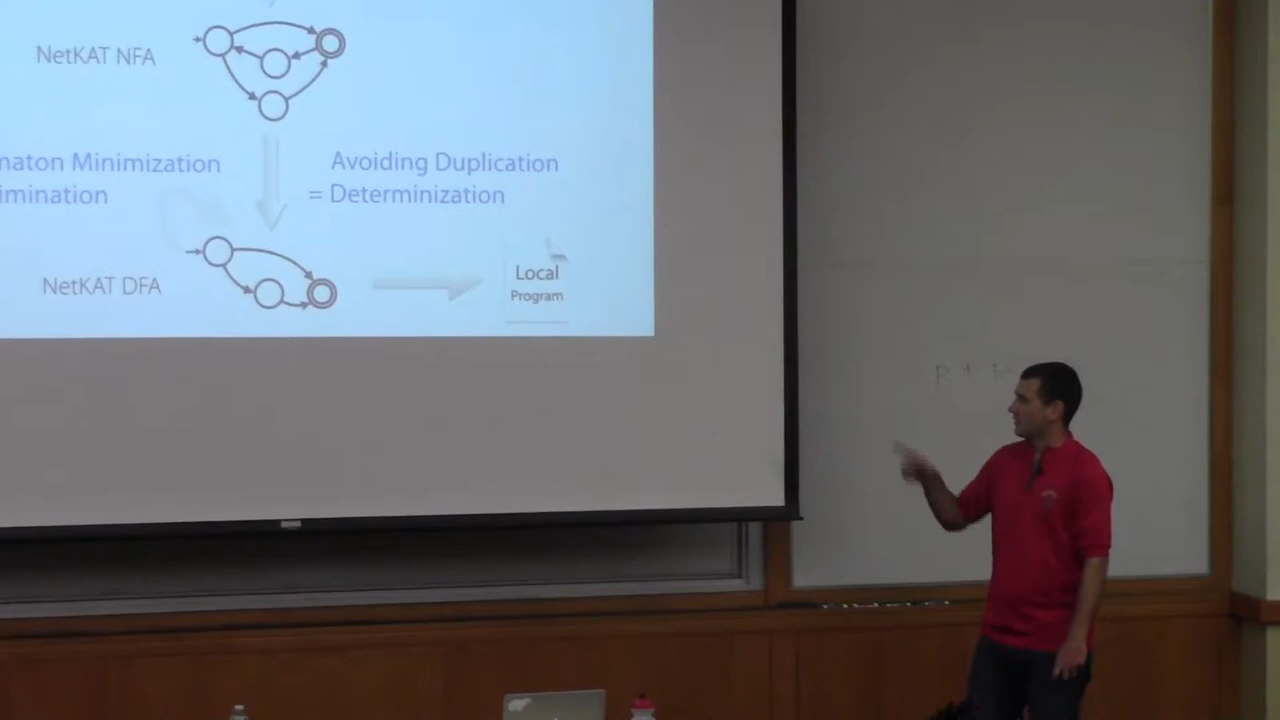 NetKAT NFA
maton Minimization
imination
Avoiding Duplication
= Determinization
NetKAT DFA
Local
Program
p + p